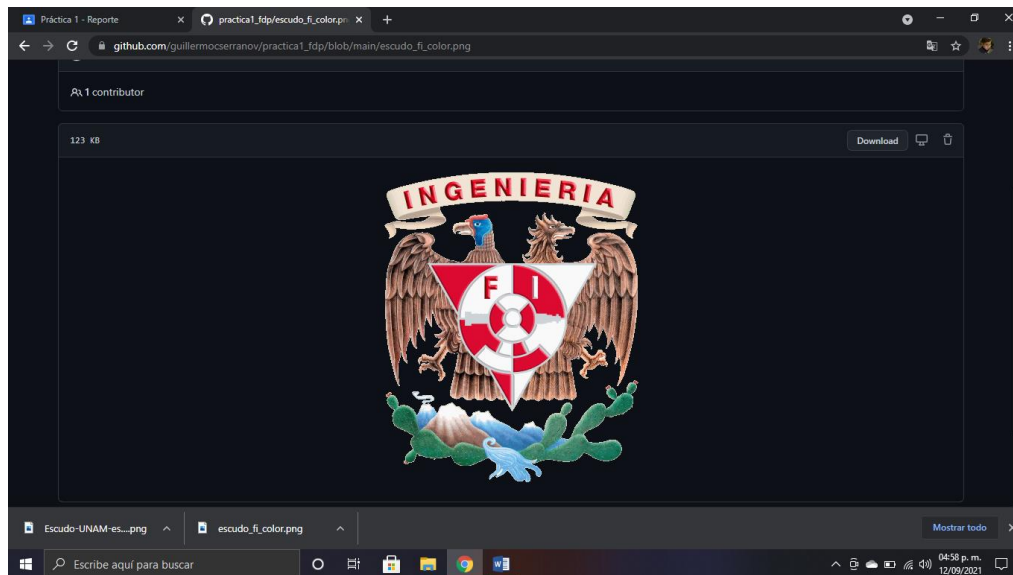 Práctica 1 - Reporte
practica1_fdp/escudo_fi_color.pn
github.com/guillermocserranov/practica1_fdp/blob/main/escudo_fi_color.png
1 contributor
123 KB
Download
INGENIERIA
F I
Escudo-UNAM-es....png
escudo_fi_color.png
Mostrar todo
Escribe aquí para buscar
04:58 p. m.
12/09/2021